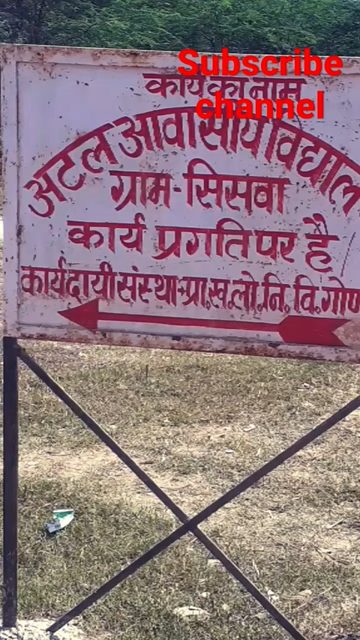 Subscribe
channel
कार्य का नाम
अटल आवासीय विद्याल
ग्राम-सिसवा
कार्य प्रगति पर है
कार्यदायी संस्था-प्रा.ख.लो.नि.वि.गोण